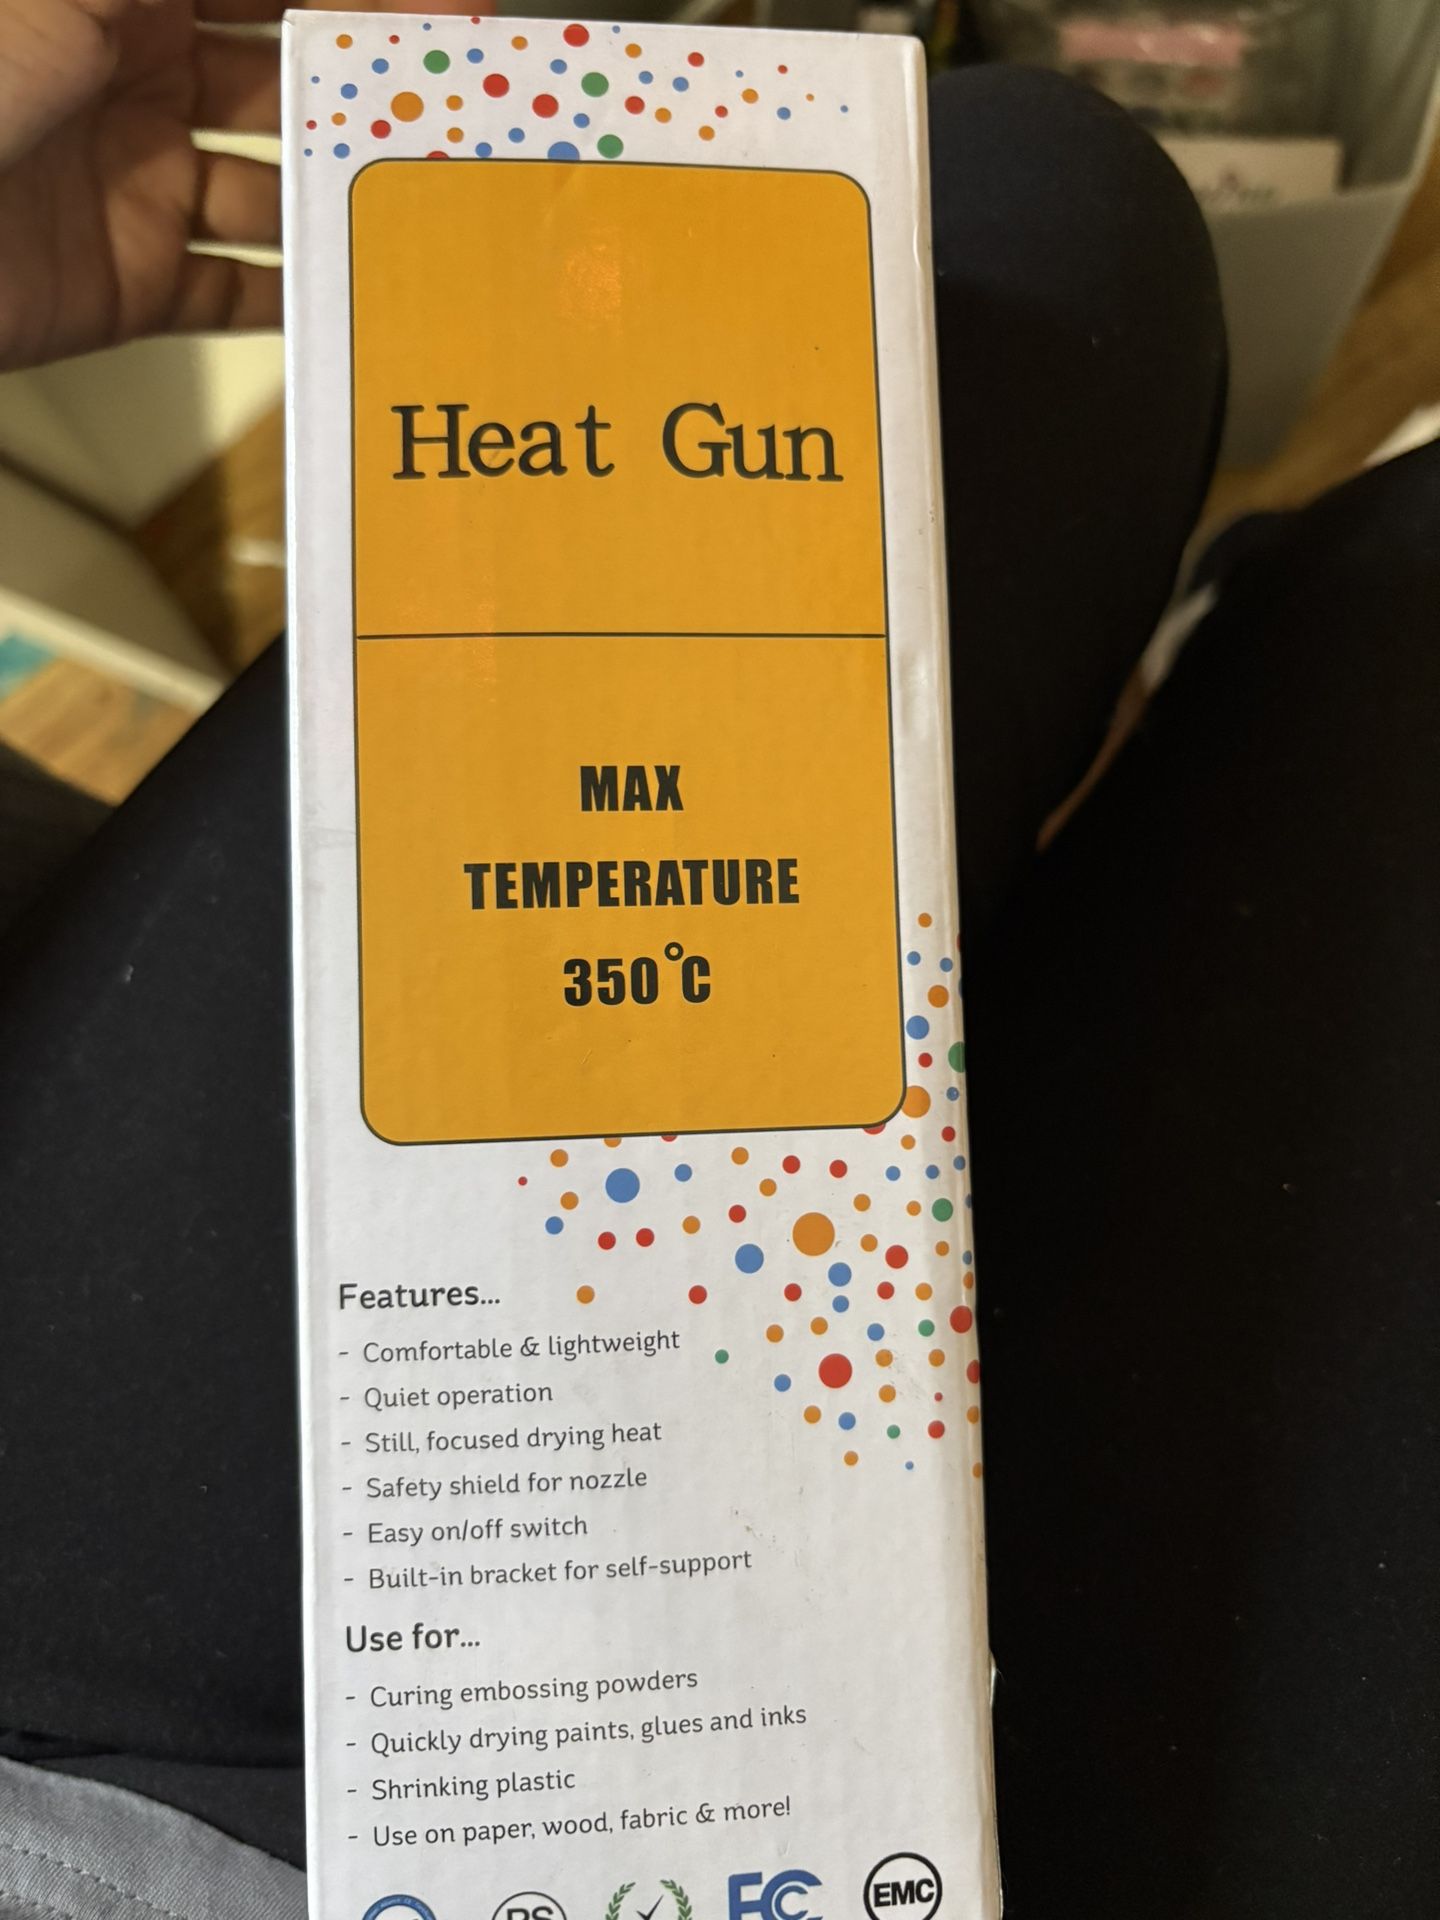 Heat Gun
MAX
TEMPERATURE
350°C
Features...
- Comfortable & lightweight
- Quiet operation
- Still, focused drying heat
- Safety shield for nozzle
- Easy on/off switch
- Built-in bracket for self-support
Use for...
- Curing embossing powders
- Quickly drying paints, glues and inks
- Shrinking plastic
- Use on paper, wood, fabric & more!
FC EMC